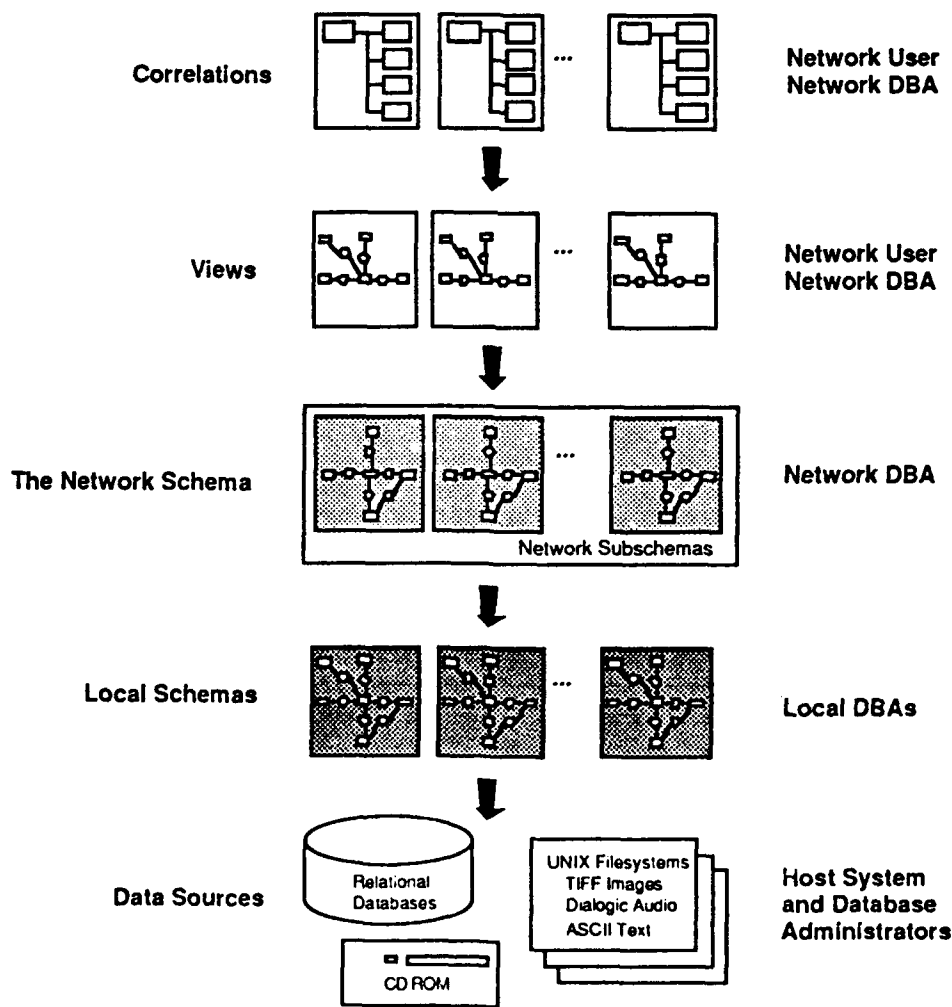 Correlations
...
Network User
Network DBA
Views
...
Network User
Network DBA
The Network Schema
...
Network DBA
Network Subschemas
Local Schemas
...
Local DBAs
Data Sources
Relational
Databases
CD ROM
UNIX Filesystems
TIFF Images
Dialogic Audio
ASCII Text
Host System
and Database
Administrators